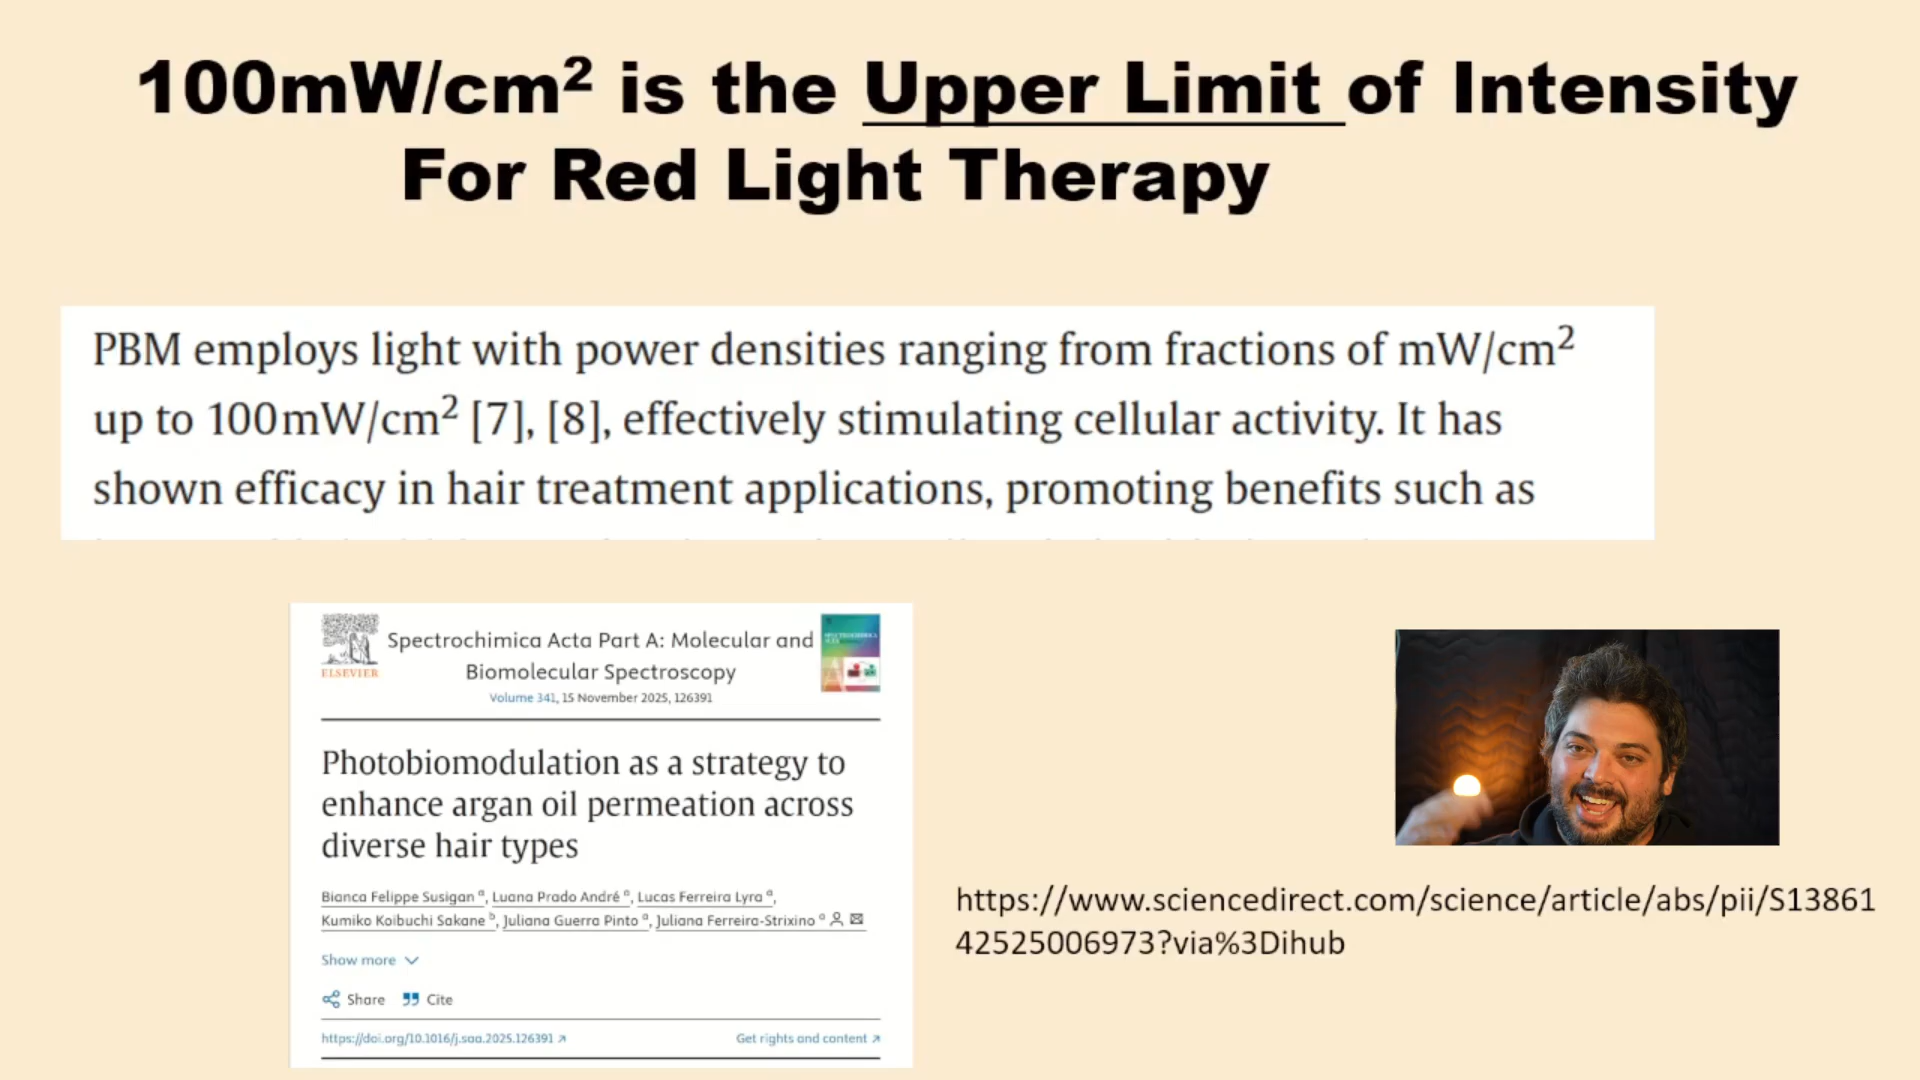 100mW/cm² is the Upper Limit of Intensity
For Red Light Therapy
PBM employs light with power densities ranging from fractions of mW/cm²
up to 100 mW/cm² [7], [8], effectively stimulating cellular activity. It has
shown efficacy in hair treatment applications, promoting benefits such as
ELSEVIER
Spectrochimica Acta Part A: Molecular and
Biomolecular Spectroscopy
Volume 341, 15 November 2025, 126391
Photobiomodulation as a strategy to
enhance argan oil permeation across
diverse hair types
Bianca Felippe Susigan ᵃ, Luana Prado André ᵃ, Lucas Ferreira Lyra ᵃ,
Kumiko Koibuchi Sakane ᵇ, Juliana Guerra Pinto ᵃ, Juliana Ferreira-Strixino ᵃ
Show more
Share Cite
https://doi.org/10.1016/j.saa.2025.126391 Get rights and content
https://www.sciencedirect.com/science/article/abs/pii/S13861
42525006973?via%3Dihub